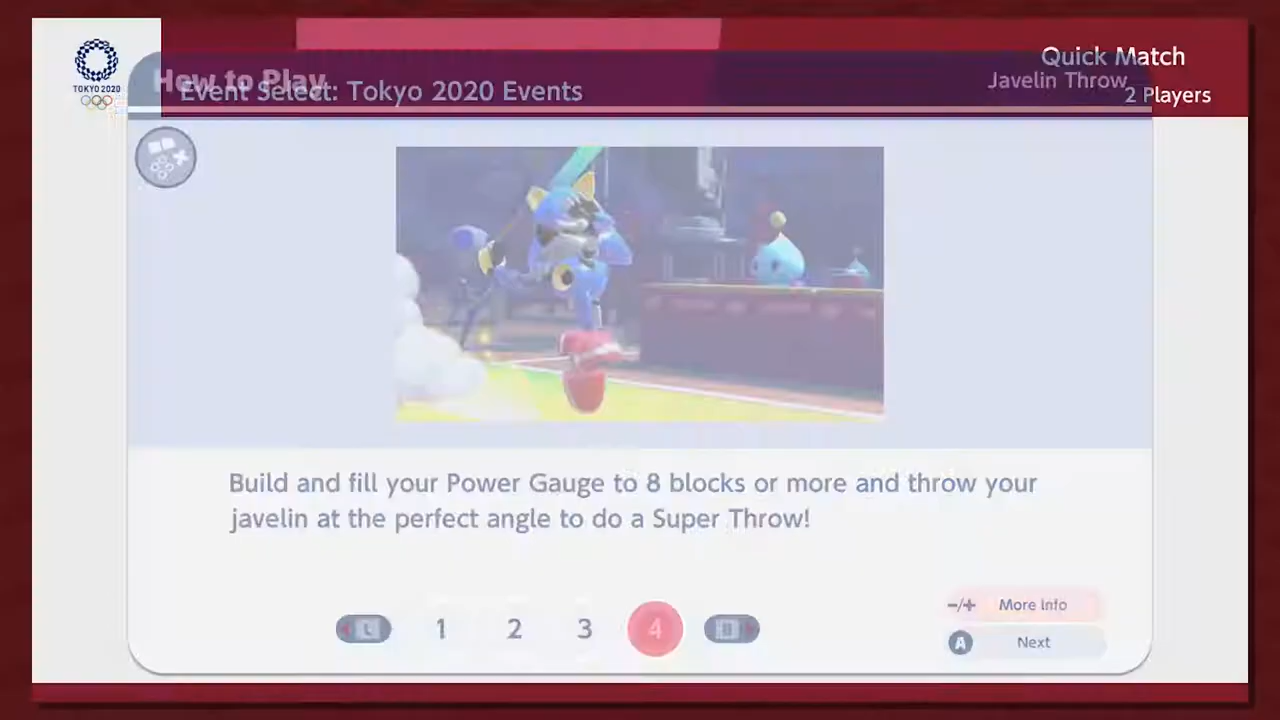 TOKYO 2020
How to Play
Event Select: Tokyo 2020 Events
Quick Match
Javelin Throw
2 Players
Build and fill your Power Gauge to 8 blocks or more and throw your
javelin at the perfect angle to do a Super Throw!
L 1 2 3 4 R
-/+ More Info
A Next